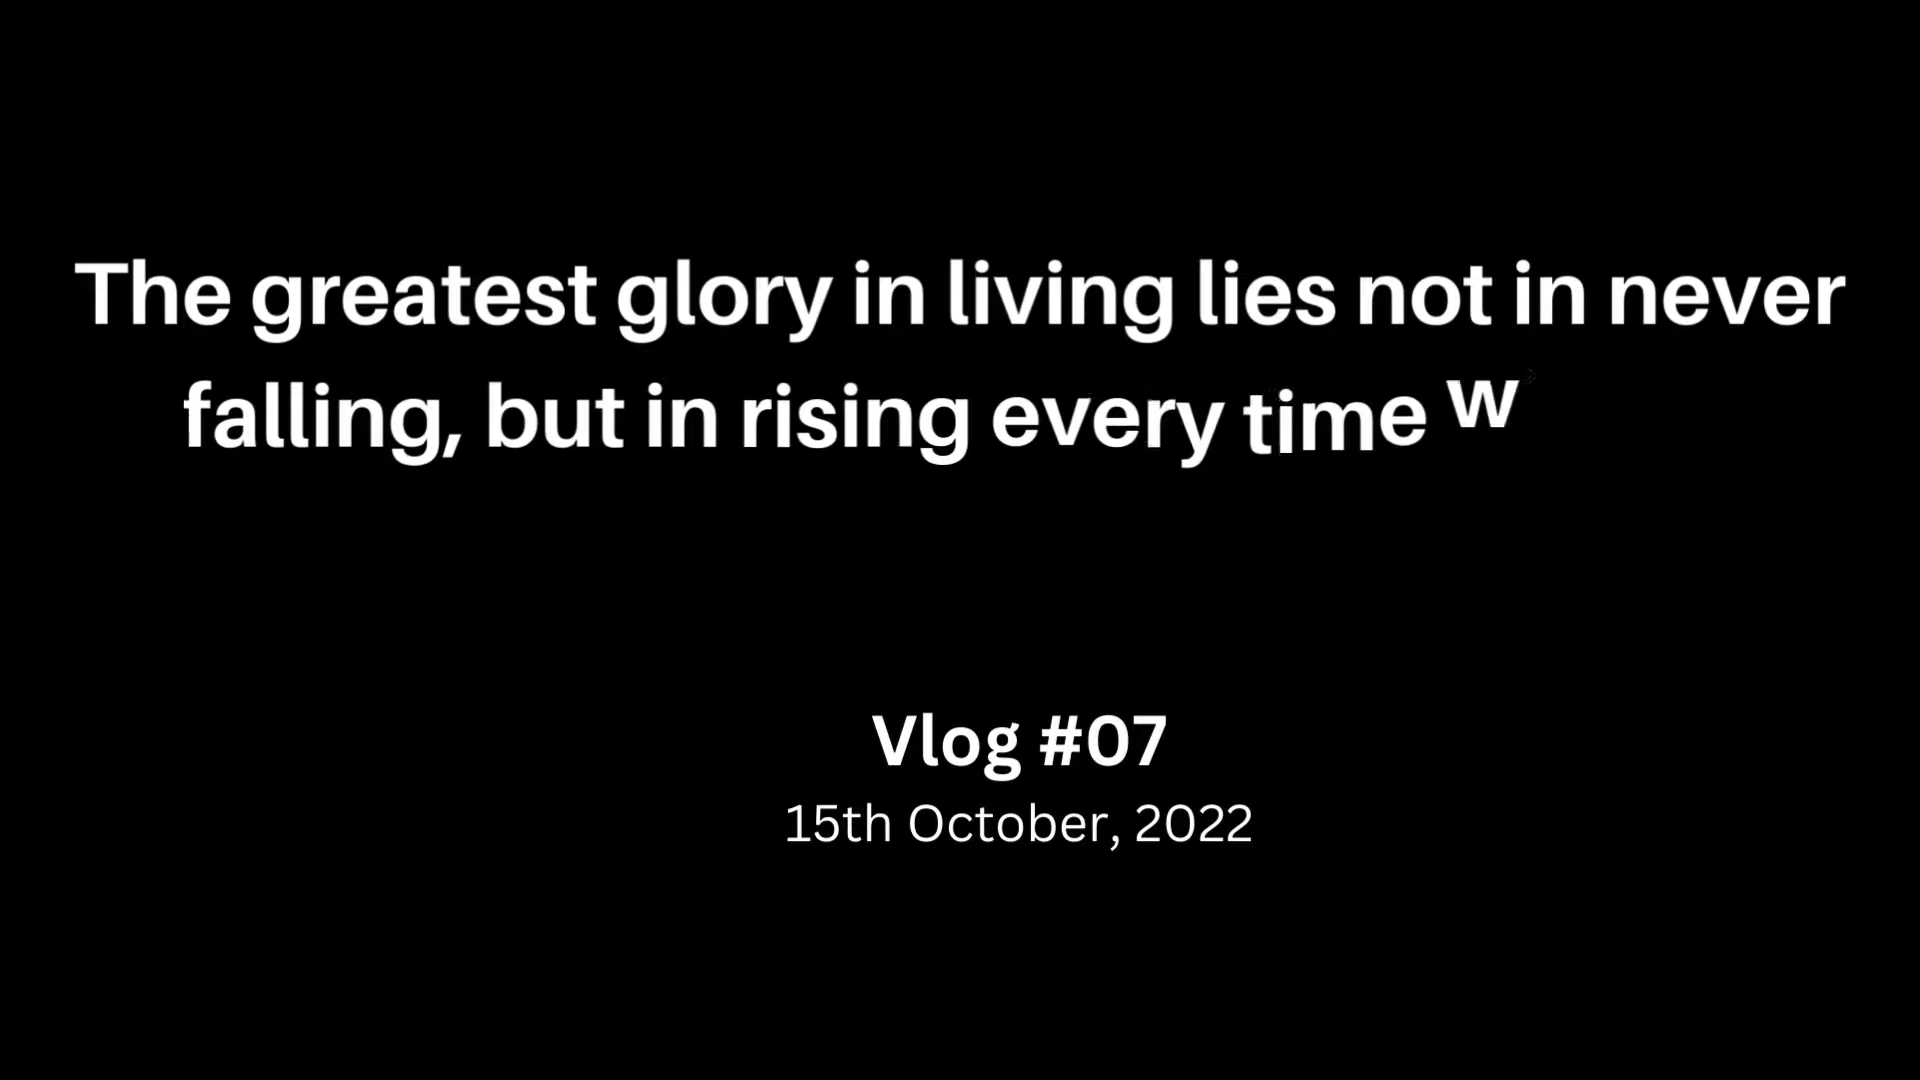 The greatest glory in living lies not in never
falling, but in rising every time w
Vlog #07
15th October, 2022